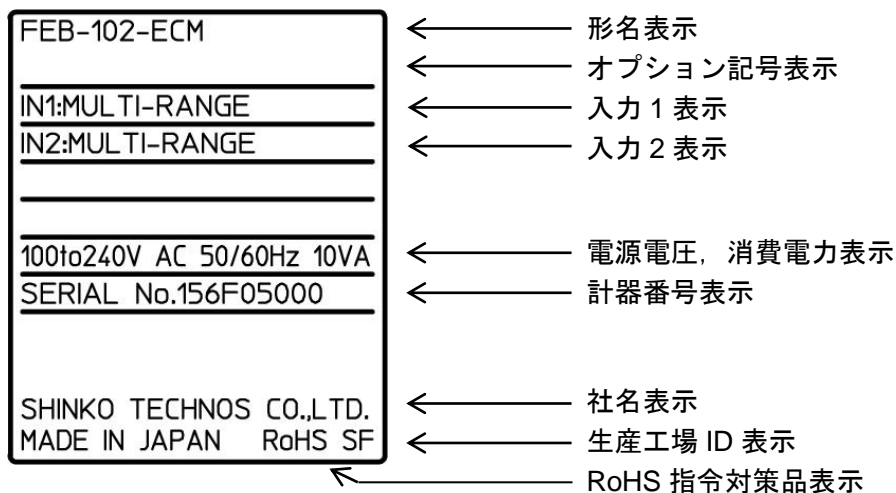 FEB-102-ECM 形名表示
オプション記号表示
IN1:MULTI-RANGE 入力 1 表示
IN2:MULTI-RANGE 入力 2 表示
100to240V AC 50/60Hz 10VA 電源電圧，消費電力表示
SERIAL No.156F05000 計器番号表示
SHINKO TECHNOS CO.,LTD. 社名表示
MADE IN JAPAN RoHS SF 生産工場 ID 表示
RoHS 指令対策品表示